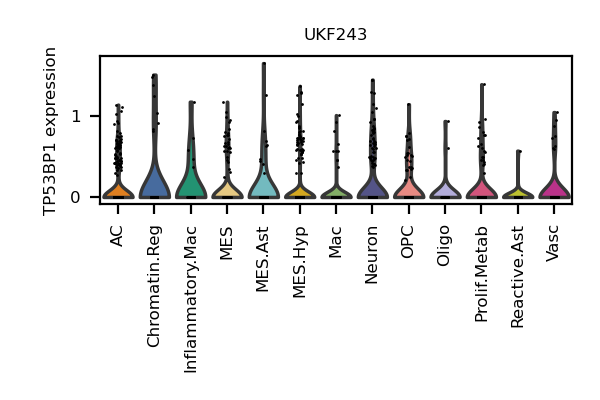 UKF243
TP53BP1 expression
1
0
AC
Chromatin.Reg
Inflammatory.Mac
MES
MES.Ast
MES.Hyp
Mac
Neuron
OPC
Oligo
Prolif.Metab
Reactive.Ast
Vasc